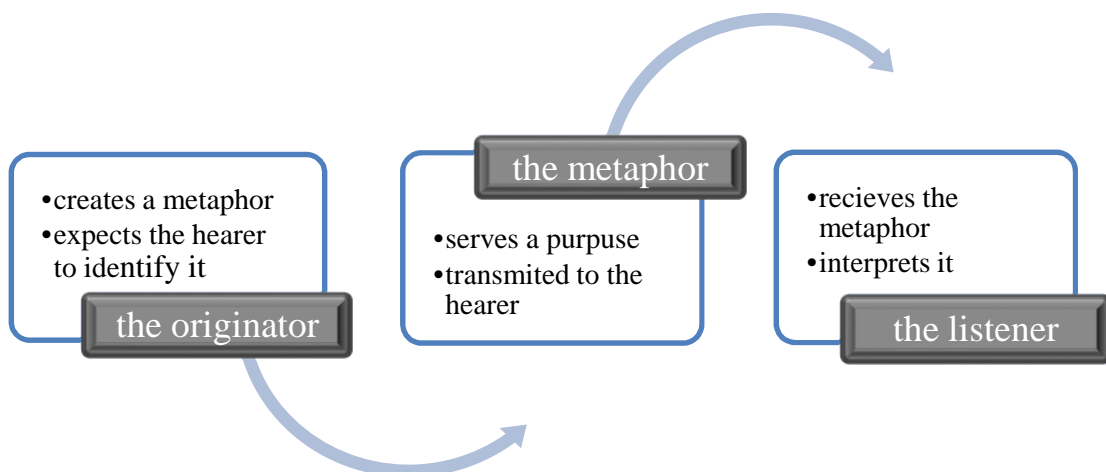 •creates a metaphor
•expects the hearer
to identify it
the originator
the metaphor
•serves a purpuse
•transmited to the
hearer
•recieves the
metaphor
•interprets it
the listener